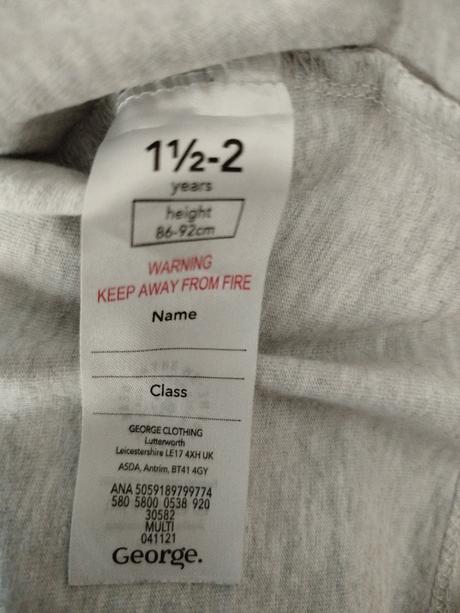 1½-2
years
height
86-92cm
WARNING
KEEP AWAY FROM FIRE
Name
Class
GEORGE CLOTHING
Lutterworth
Leicestershire LE17 4XH UK
ASDA, Antrim, BT41 4GY
ANA 5059189799774
580 5800 0538 920
30582
MULTI
041121
George.